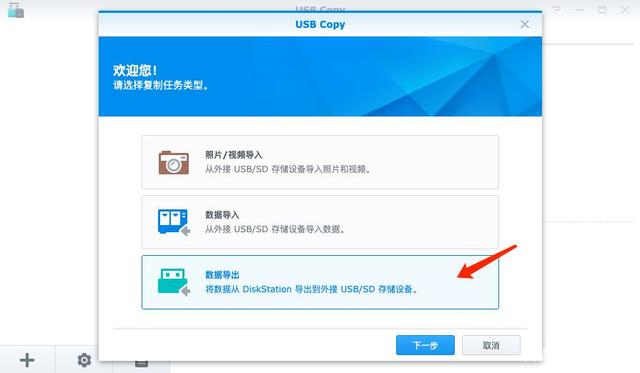 USB Copy
USB Copy
欢迎您！
请选择复制任务类型。
照片/视频导入
从外接 USB/SD 存储设备导入照片和视频。
数据导入
从外接 USB/SD 存储设备导入数据。
数据导出
将数据从 DiskStation 导出到外接 USB/SD 存储设备。
下一步
取消